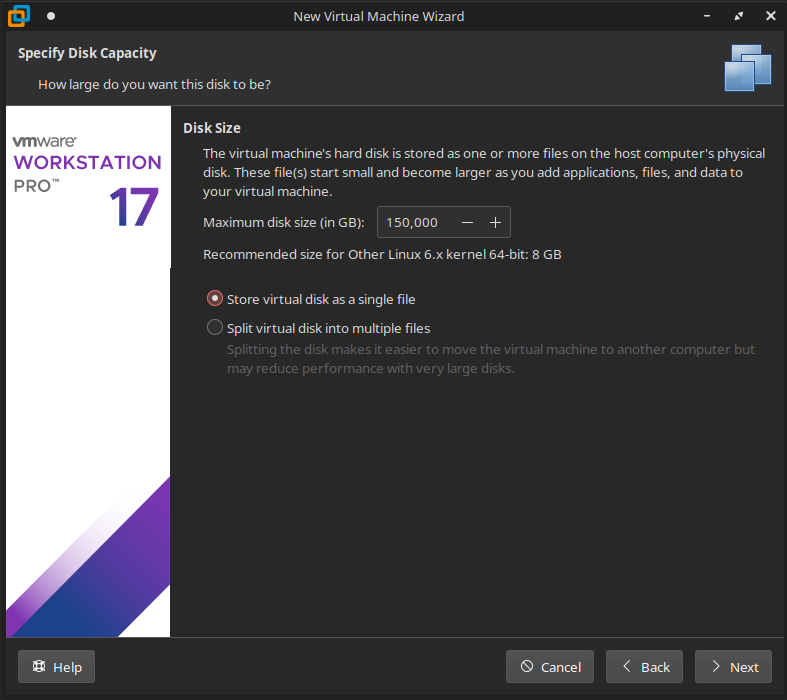 New Virtual Machine Wizard
Specify Disk Capacity
How large do you want this disk to be?
vmware®
WORKSTATION
PRO™
17
Disk Size
The virtual machine's hard disk is stored as one or more files on the host computer's physical
disk. These file(s) start small and become larger as you add applications, files, and data to
your virtual machine.
Maximum disk size (in GB): 150,000
Recommended size for Other Linux 6.x kernel 64-bit: 8 GB
Store virtual disk as a single file
Split virtual disk into multiple files
Splitting the disk makes it easier to move the virtual machine to another computer but
may reduce performance with very large disks.
Help Cancel Back Next